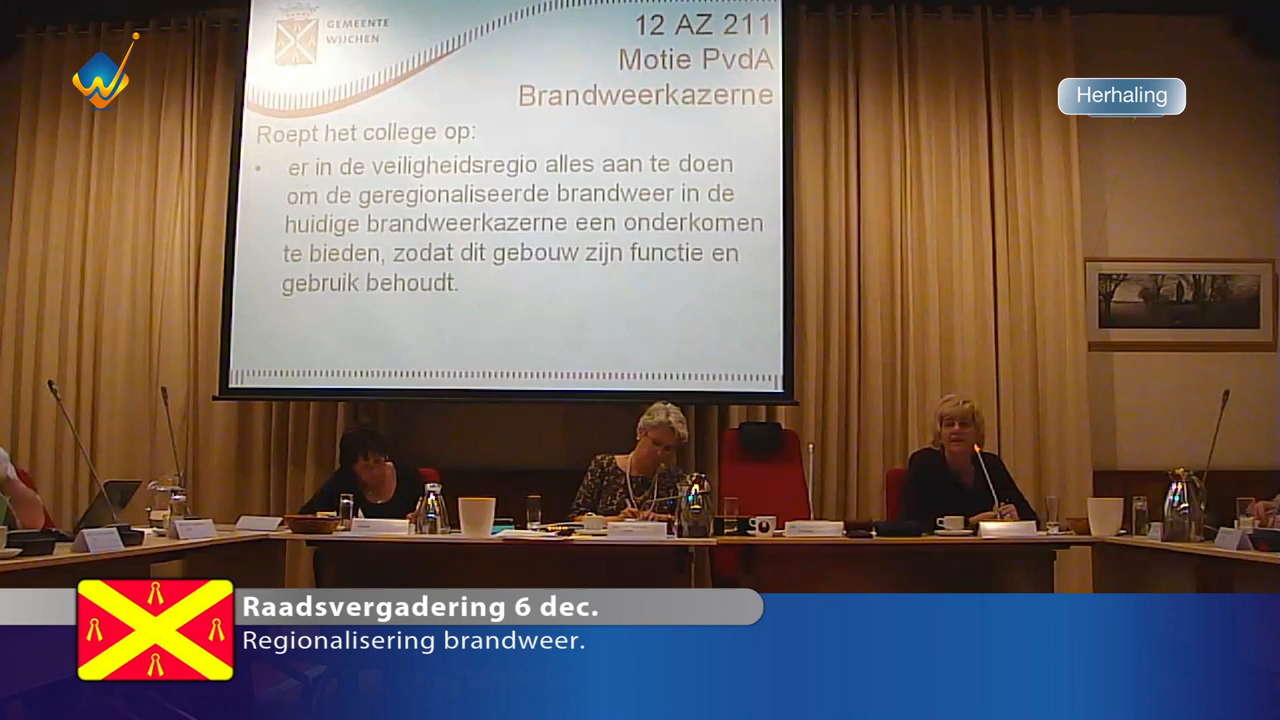 GEMEENTE
WIJCHEN
12 AZ 211
Motie PvdA
Brandweerkazerne
Herhaling
Roept het college op:
• er in de veiligheidsregio alles aan te doen
om de geregionaliseerde brandweer in de
huidige brandweerkazerne een onderkomen
te bieden, zodat dit gebouw zijn functie en
gebruik behoudt.
Raadsvergadering 6 dec.
Regionalisering brandweer.